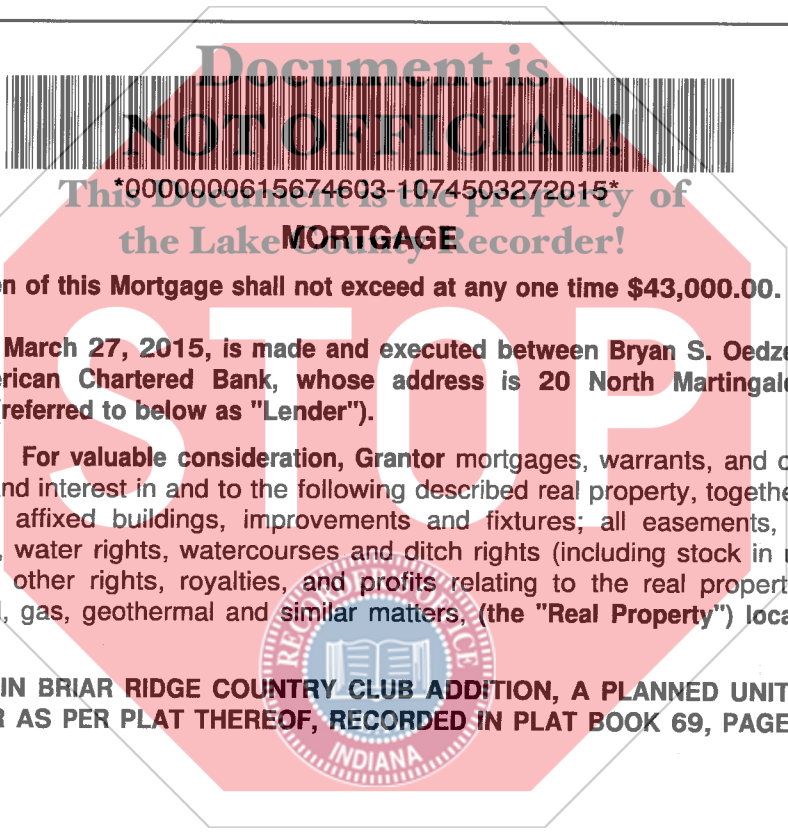 Document is
NOT OFFICIAL!
*0000000615674603-1074503272015*
This Document is the property of
the Lake County Recorder!
MORTGAGE
n of this Mortgage shall not exceed at any one time $43,000.00.
STOP
March 27, 2015, is made and executed between Bryan S. Oedze
rican Chartered Bank, whose address is 20 North Martingal
(referred to below as "Lender").
For valuable consideration, Grantor mortgages, warrants, and c
nd interest in and to the following described real property, togethe
affixed buildings, improvements and fixtures; all easements,
, water rights, watercourses and ditch rights (including stock in u
other rights, royalties, and profits relating to the real propert
l, gas, geothermal and similar matters, (the "Real Property") loca
RECORDER'S OFFICE
IN BRIAR RIDGE COUNTRY CLUB ADDITION, A PLANNED UNIT
R AS PER PLAT THEREOF, RECORDED IN PLAT BOOK 69, PAGE
INDIANA